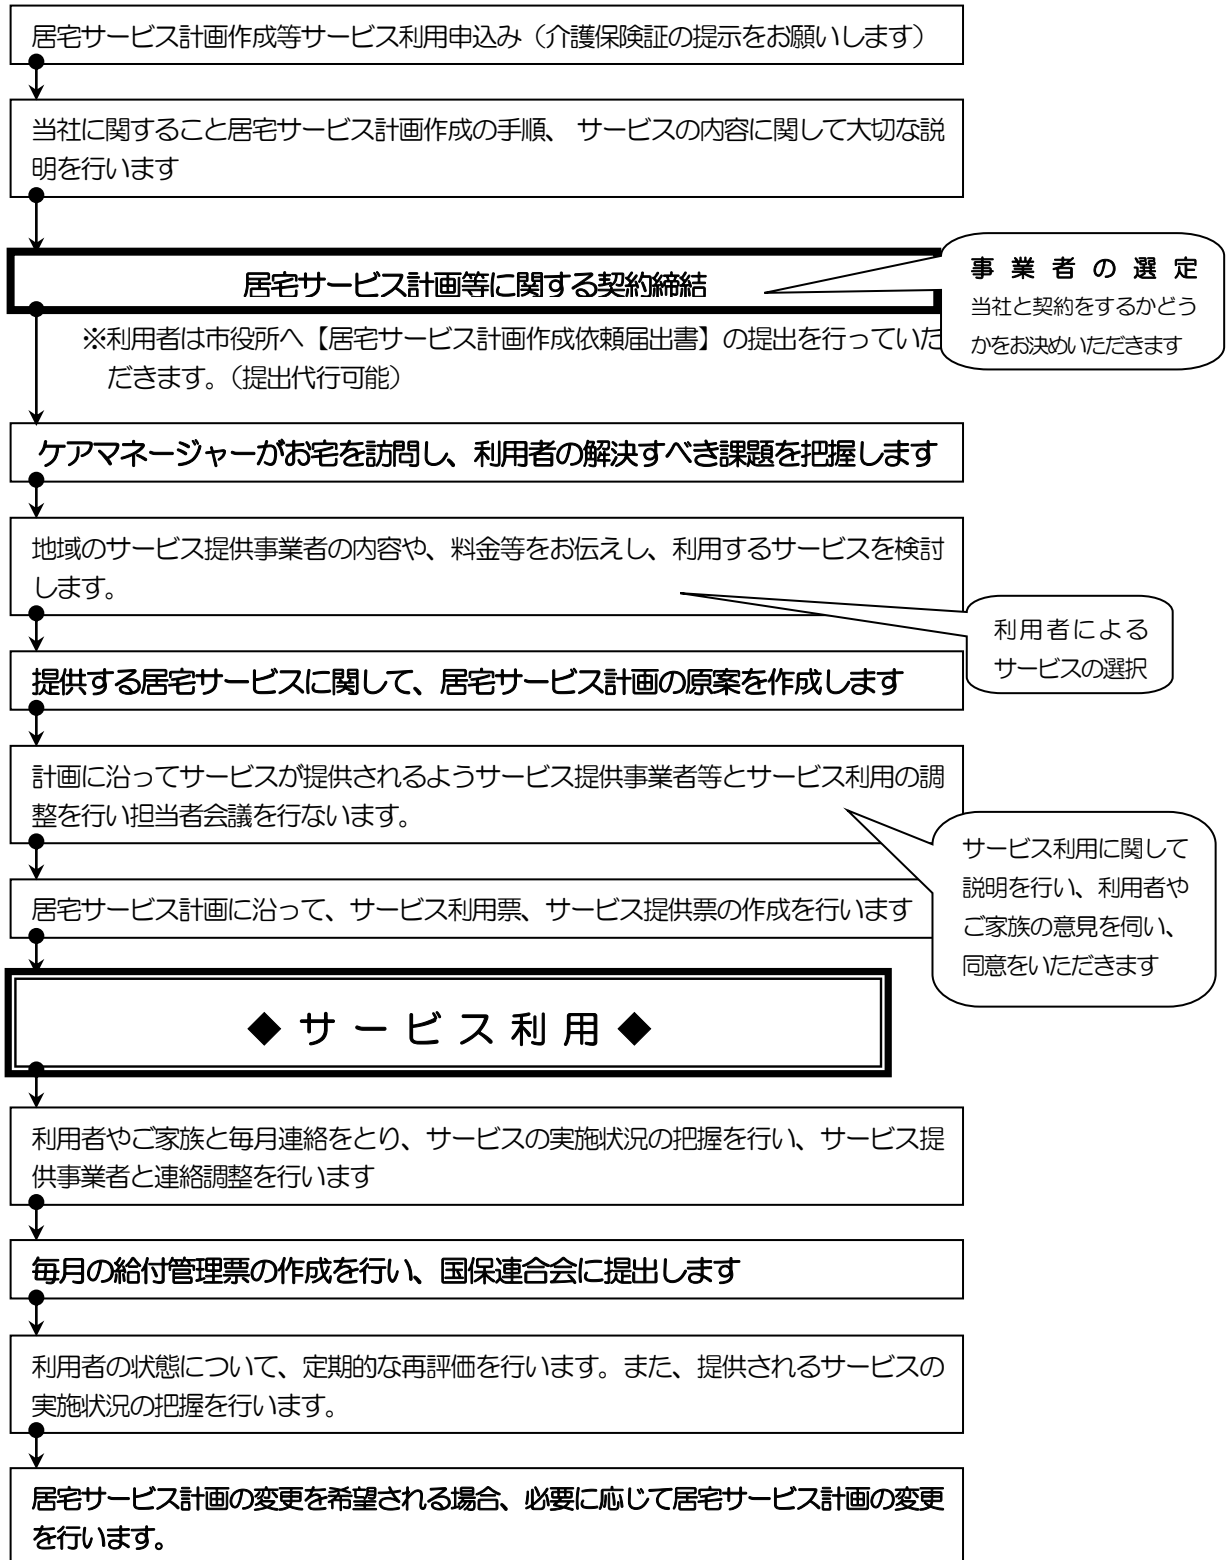 居宅サービス計画作成等サービス利用申込み（介護保険証の提示をお願いします）
当社に関すること居宅サービス計画作成の手順、 サービスの内容に関して大切な説
明を行います
居宅サービス計画等に関する契約締結
事業者の選定
当社と契約をするかどう
かをお決めいただきます
※利用者は市役所へ【居宅サービス計画作成依頼届出書】の提出を行っていた
だきます。（提出代行可能）
ケアマネージャーがお宅を訪問し、利用者の解決すべき課題を把握します
地域のサービス提供事業者の内容や、料金等をお伝えし、利用するサービスを検討
します。
利用者による
サービスの選択
提供する居宅サービスに関して、居宅サービス計画の原案を作成します
計画に沿ってサービスが提供されるようサービス提供事業者等とサービス利用の調
整を行い担当者会議を行ないます。
サービス利用に関して
説明を行い、利用者や
ご家族の意見を伺い、
同意をいただきます
居宅サービス計画に沿って、サービス利用票、サービス提供票の作成を行います
◆サービス利用◆
利用者やご家族と毎月連絡をとり、サービスの実施状況の把握を行い、サービス提
供事業者と連絡調整を行います
毎月の給付管理票の作成を行い、国保連合会に提出します
利用者の状態について、定期的な再評価を行います。また、提供されるサービスの
実施状況の把握を行います。
居宅サービス計画の変更を希望される場合、必要に応じて居宅サービス計画の変更
を行います。